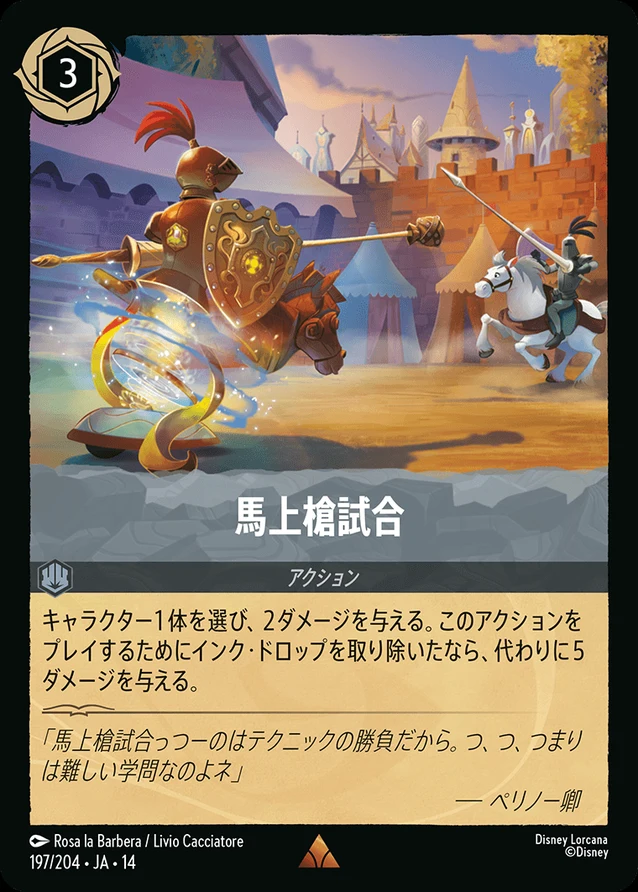 3
馬上槍試合
アクション
キャラクター1体を選び、2ダメージを与える。このアクションを
プレイするためにインク・ドロップを取り除いたなら、代わりに5
ダメージを与える。
「馬上槍試合っつーのはテクニックの勝負だから。つ、つ、つまり
は難しい学問なのよネ」
— ペリノー卿
Rosa la Barbera / Livio Cacciatore
Disney Lorcana
197/204 • JA • 14
©Disney